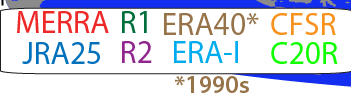 MERRA R1 ERA40* CFSR
JRA25 R2 ERA-I C20R
*1990s